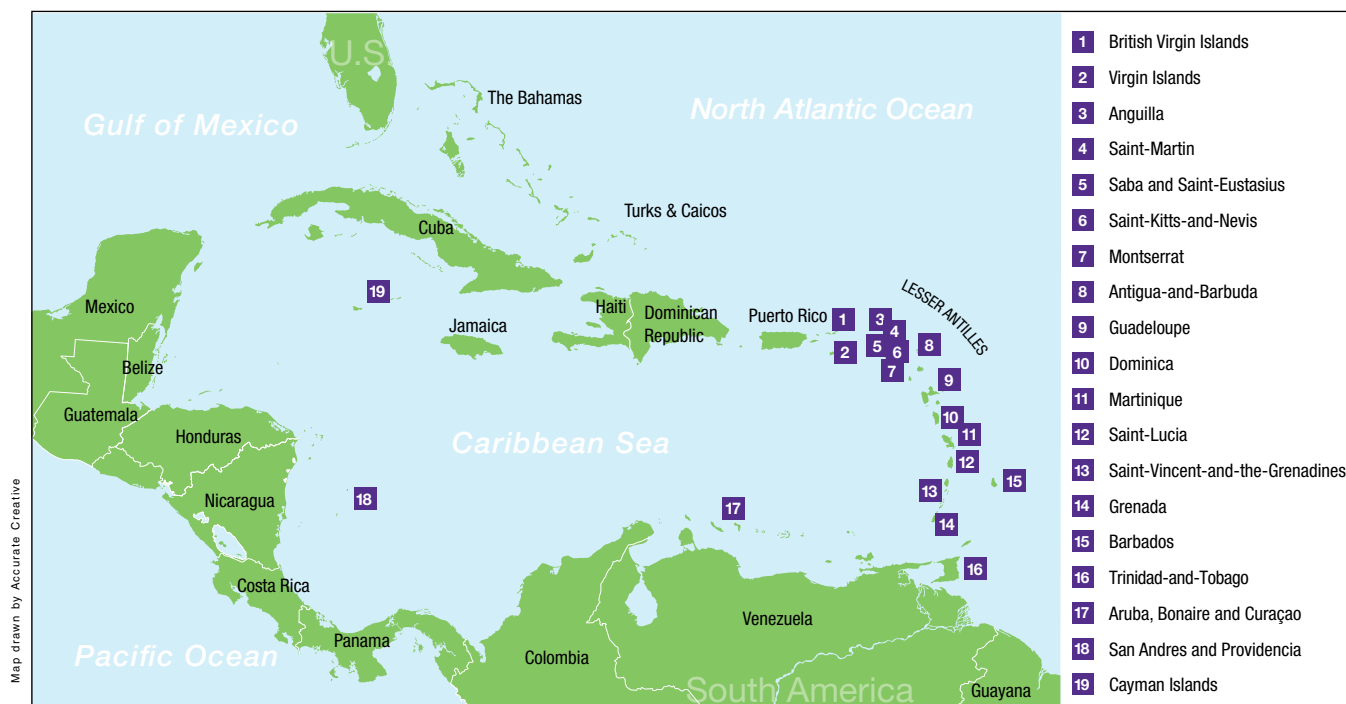 U.S.
The Bahamas
Gulf of Mexico
North Atlantic Ocean
Turks & Caicos
Cuba
19
Mexico
Haiti
Dominican
Republic
Jamaica
Puerto Rico
LESSER ANTILLES
1
3
4
2
5
6
8
7
9
Belize
Guatemala
10
Honduras
Caribbean Sea
11
12
Nicaragua
18
17
13
15
14
16
Costa Rica
Panama
Venezuela
Colombia
Pacific Ocean
South America
Guayana
Map drawn by Accurate Creative
1 British Virgin Islands
2 Virgin Islands
3 Anguilla
4 Saint-Martin
5 Saba and Saint-Eustasius
6 Saint-Kitts-and-Nevis
7 Montserrat
8 Antigua-and-Barbuda
9 Guadeloupe
10 Dominica
11 Martinique
12 Saint-Lucia
13 Saint-Vincent-and-the-Grenadines
14 Grenada
15 Barbados
16 Trinidad-and-Tobago
17 Aruba, Bonaire and Curaçao
18 San Andres and Providencia
19 Cayman Islands